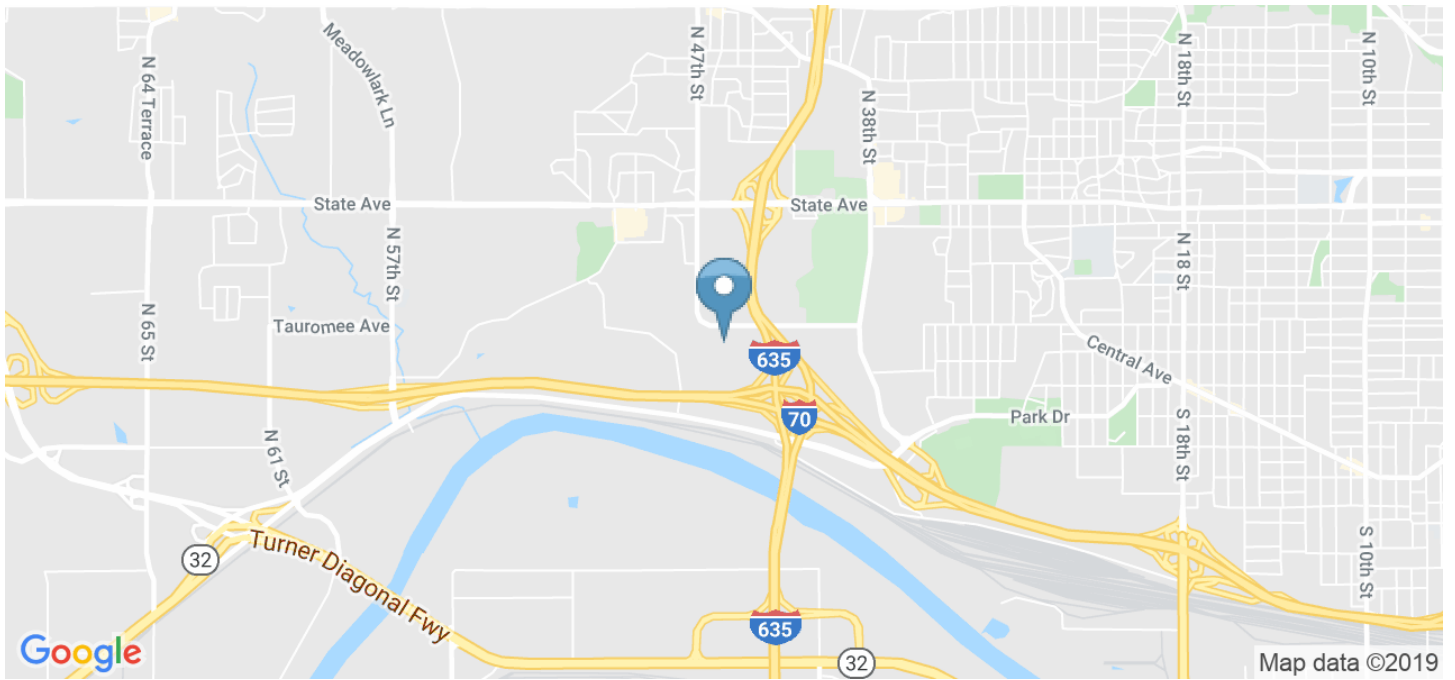 N 64 Terrace
Meadowlark Ln
N 47th St
N 38th St
N 18th St
N 10th St
State Ave
State Ave
N 57th St
N 18 St
N 65 St
Tauromee Ave
635
Central Ave
70
Park Dr
N 61 St
S 18th St
32
Turner Diagonal Fwy
S 10th St
635
32
Google
Map data ©2019